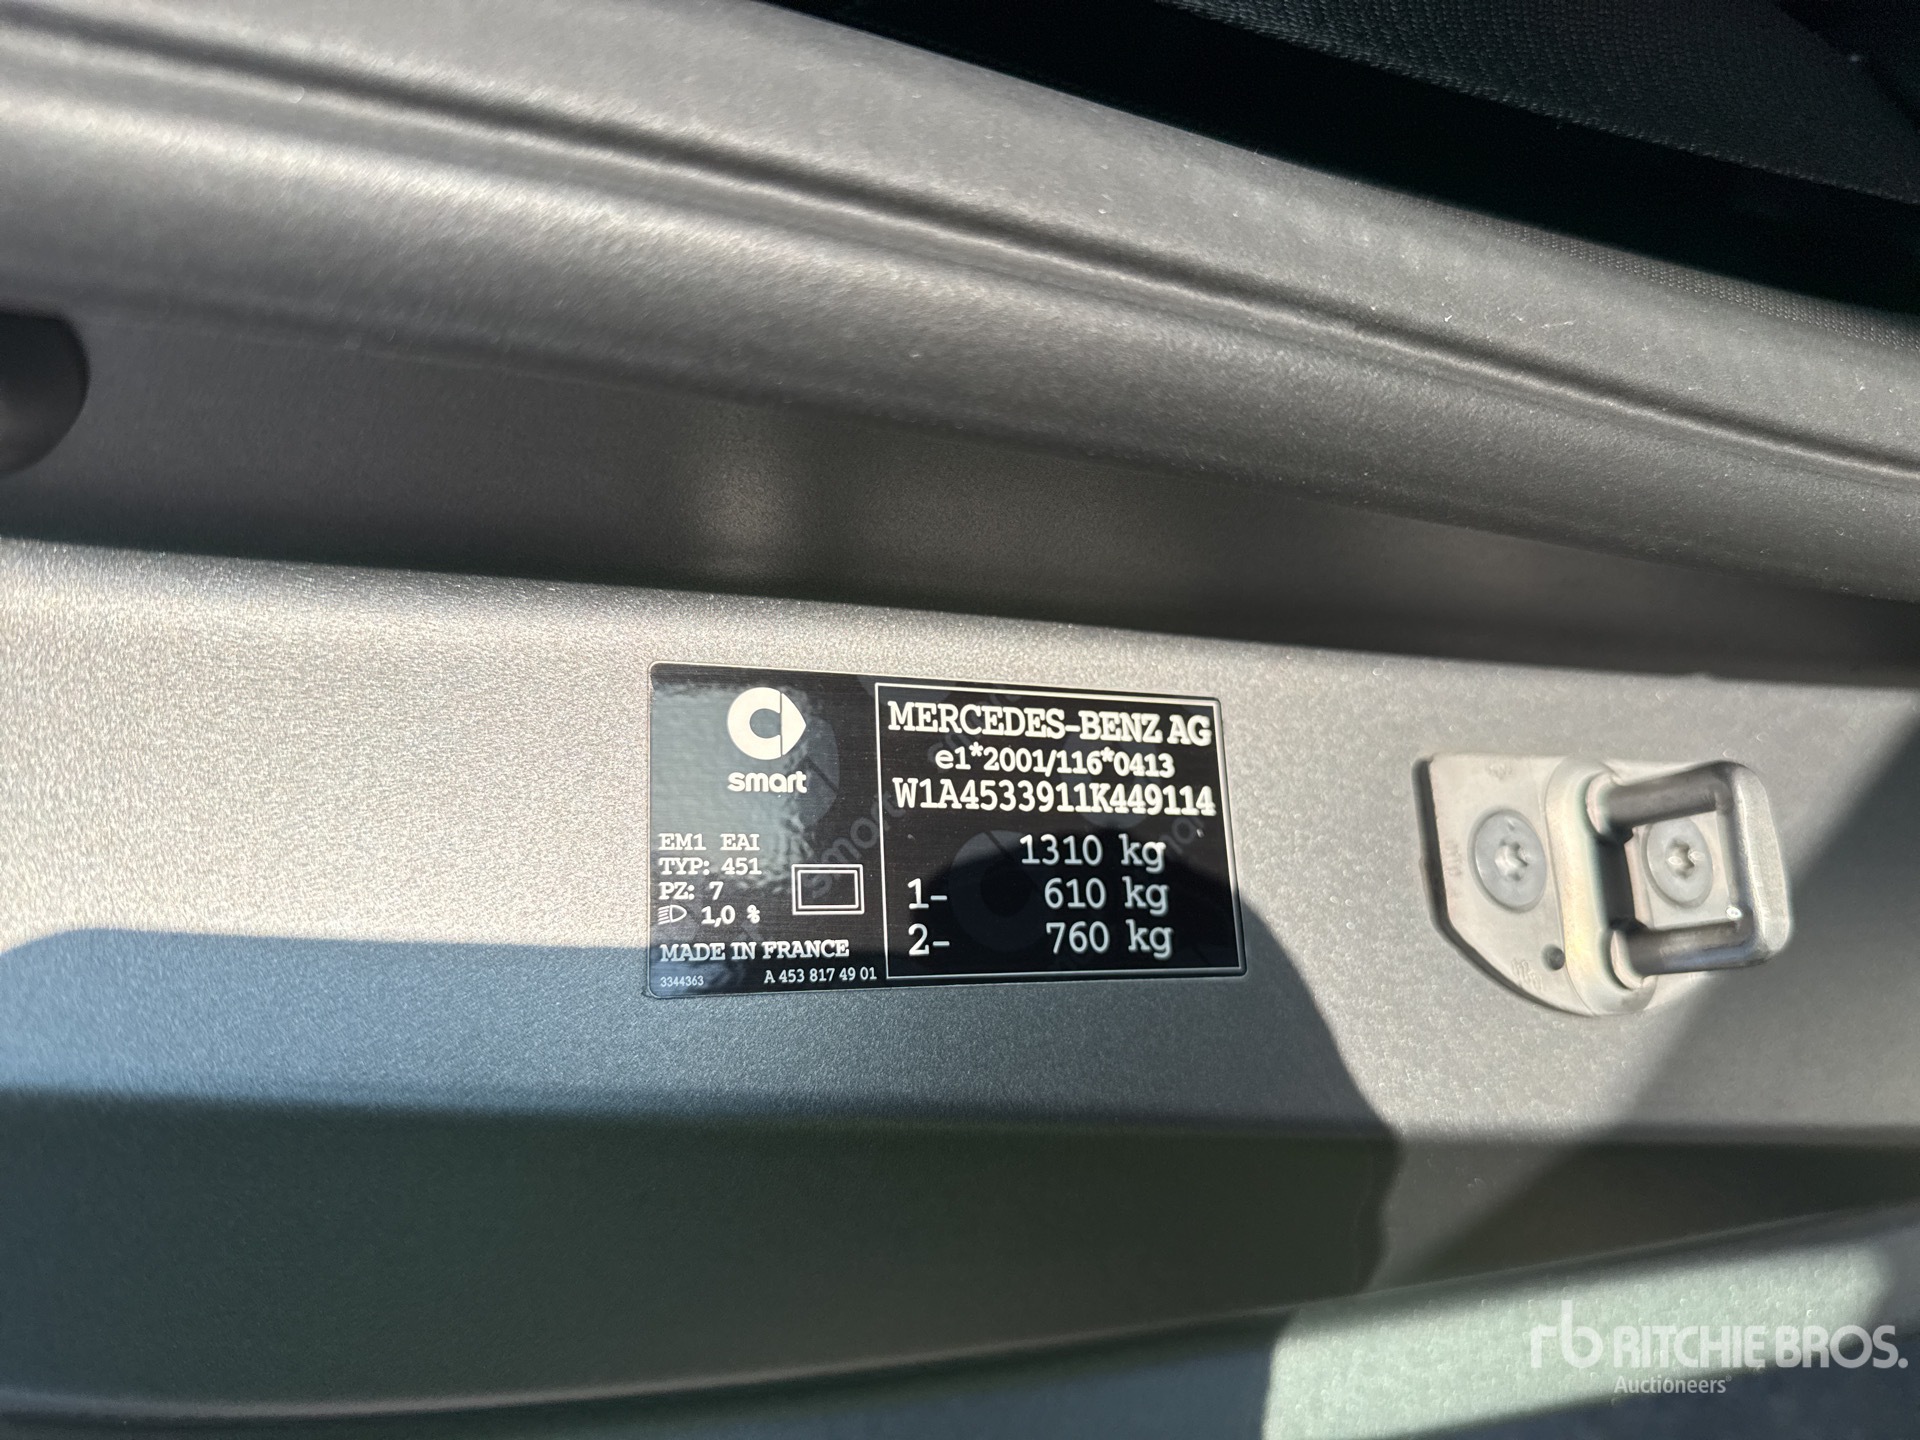 smart
EM1 EAI
TYP: 451
PZ: 7
1,0 %
MADE IN FRANCE
3344363
A 453 817 49 01
MERCEDES-BENZ AG
e1*2001/116*0413
W1A4533911K449114
1310 kg
1- 610 kg
2- 760 kg
rb RITCHIE BROS.
Auctioneers